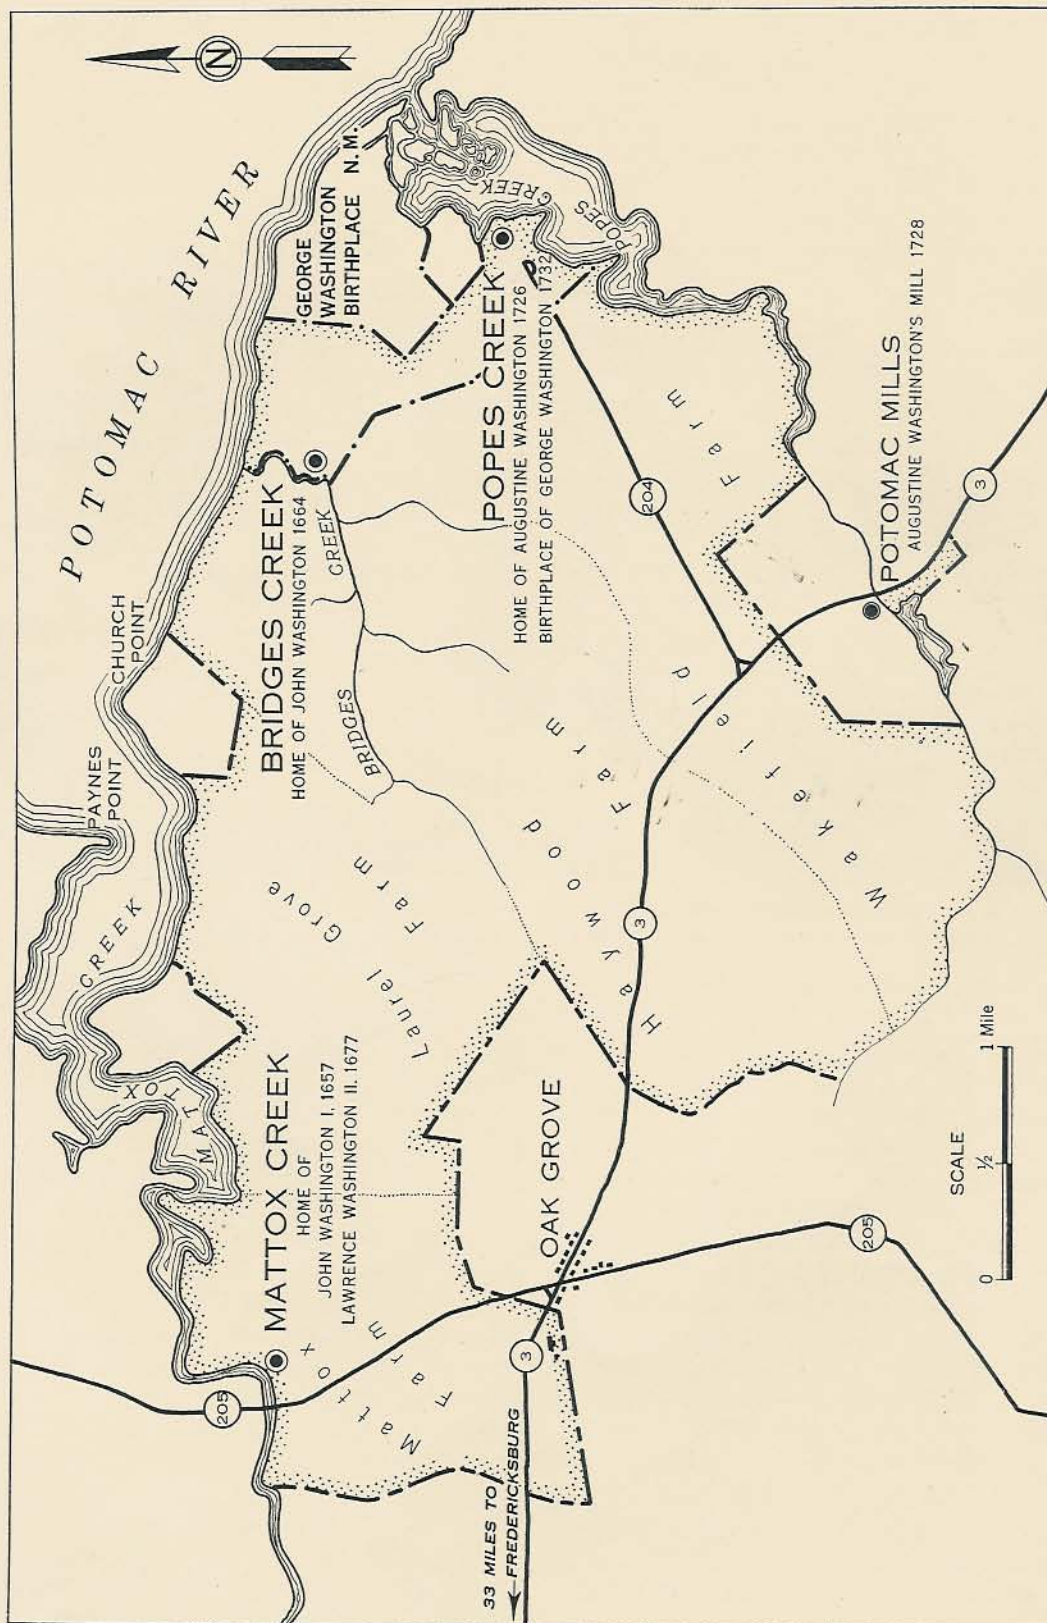 N
POTOMAC RIVER
PAYNES
POINT
CHURCH
POINT
CREEK
MATTOX
GEORGE
WASHINGTON
BIRTHPLACE N.M.
BRIDGES CREEK
HOME OF JOHN WASHINGTON 1664
BRIDGES CREEK
MATTOX CREEK
HOME OF
JOHN WASHINGTON I. 1657
LAWRENCE WASHINGTON II. 1677
Laurel Grove
Farm
Mattox
Farm
205
POPES CREEK
HOME OF AUGUSTINE WASHINGTON 1726
BIRTHPLACE OF GEORGE WASHINGTON 1732
POPES CREEK
204
Haywood
Farm
Wakefield
Farm
3
OAK GROVE
3
33 MILES TO
FREDERICKSBURG
205
POTOMAC MILLS
AUGUSTINE WASHINGTON'S MILL 1728
3
SCALE
0 1/2 1 Mile